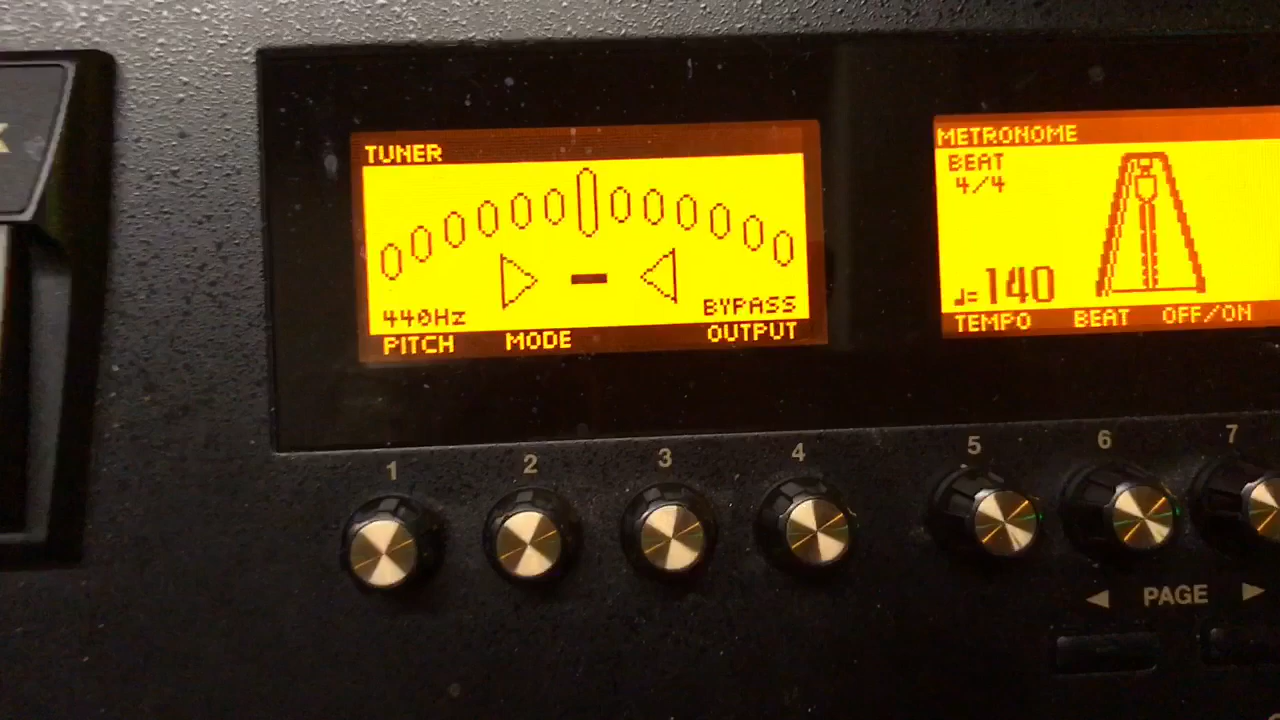 TUNER
440Hz
BYPASS
PITCH MODE OUTPUT
METRONOME
BEAT
4/4
♩=140
TEMPO BEAT OFF/ON
1 2 3 4 5 6 7
◀ PAGE ▶